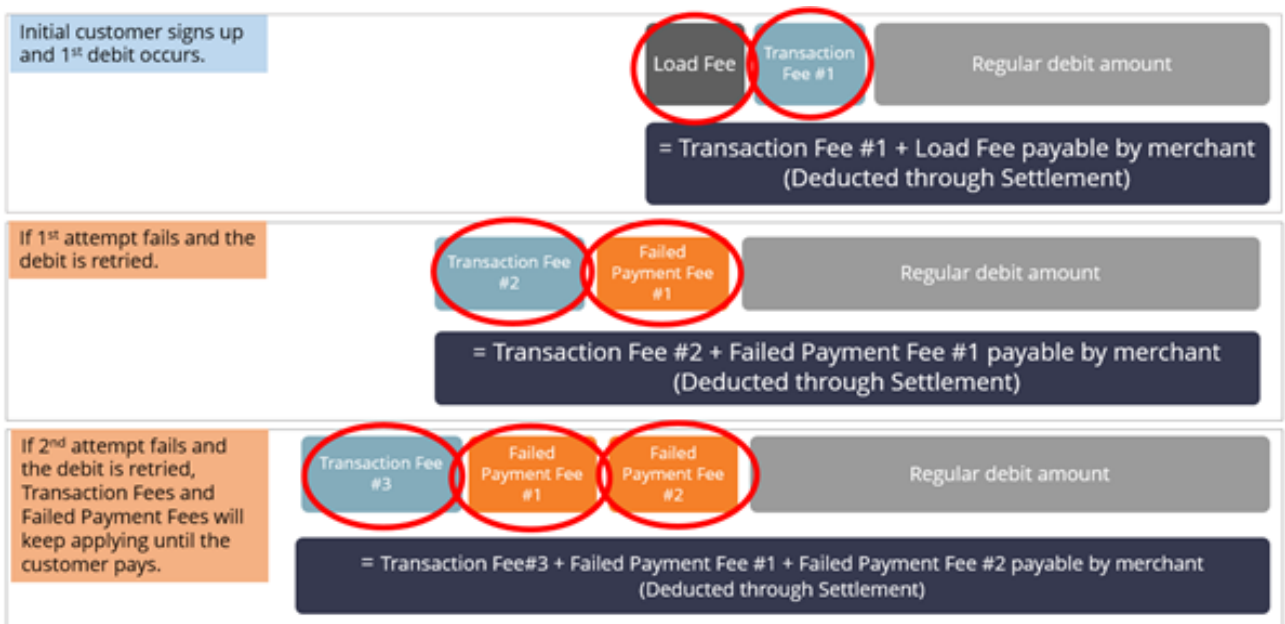 Initial customer signs up
and 1st debit occurs.
Load Fee
Transaction
Fee #1
Regular debit amount
= Transaction Fee #1 + Load Fee payable by merchant
(Deducted through Settlement)
If 1st attempt fails and the
debit is retried.
Transaction Fee
#2
Failed
Payment Fee
#1
Regular debit amount
= Transaction Fee #2 + Failed Payment Fee #1 payable by merchant
(Deducted through Settlement)
If 2nd attempt fails and
the debit is retried,
Transaction Fees and
Failed Payment Fees will
keep applying until the
customer pays.
Transaction Fee
#3
Failed
Payment Fee
#1
Failed
Payment Fee
#2
Regular debit amount
= Transaction Fee#3 + Failed Payment Fee #1 + Failed Payment Fee #2 payable by merchant
(Deducted through Settlement)